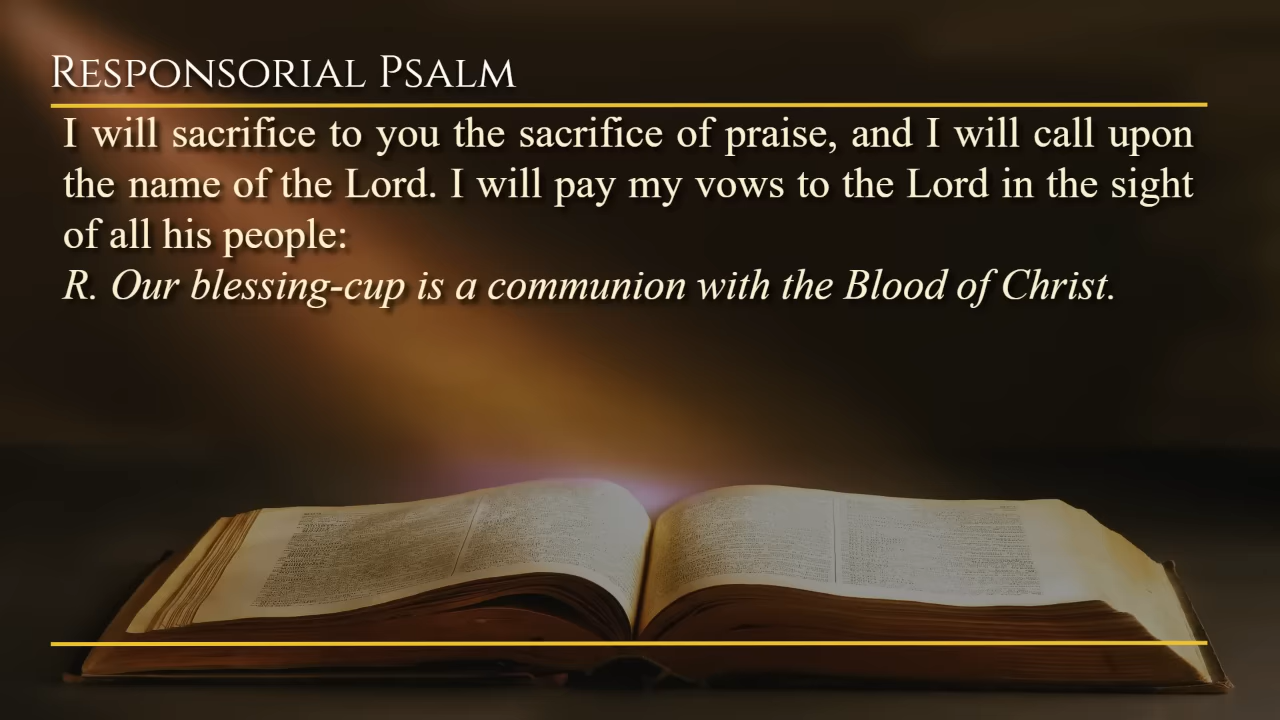 Responsorial Psalm
I will sacrifice to you the sacrifice of praise, and I will call upon
the name of the Lord. I will pay my vows to the Lord in the sight
of all his people:
R. Our blessing-cup is a communion with the Blood of Christ.